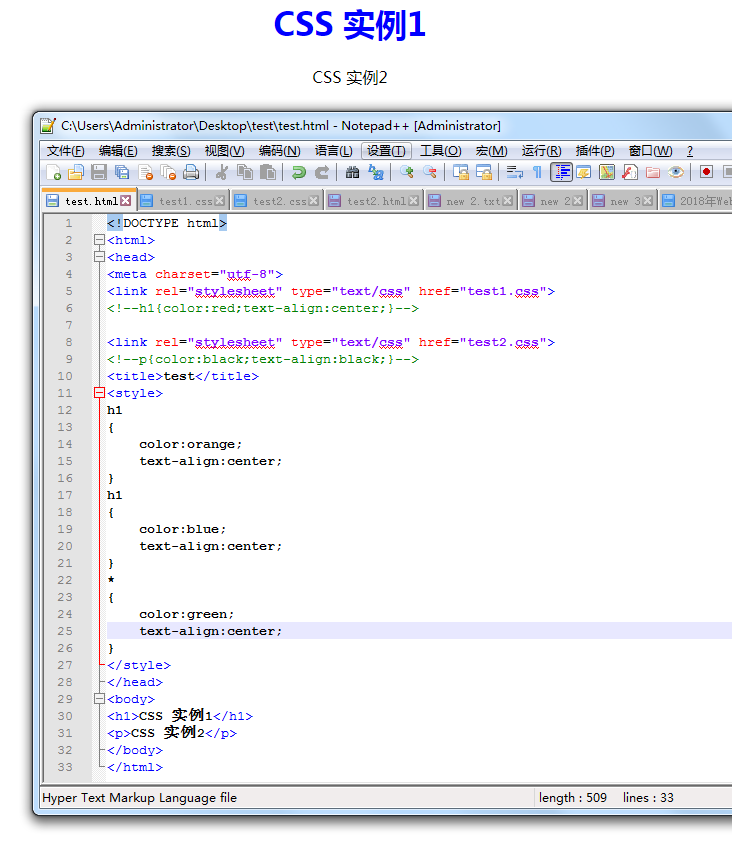 CSS 实例1
CSS 实例2
C:\Users\Administrator\Desktop\test\test.html - Notepad++ [Administrator]
文件(F) 编辑(E) 搜索(S) 视图(V) 编码(N) 语言(L) 设置(T) 工具(O) 宏(M) 运行(R) 插件(P) 窗口(W) ?
test.html test1.css test2.css test2.html new 2.txt new 2 new 3 2018年Web
1 <!DOCTYPE html>
2 <html>
3 <head>
4 <meta charset="utf-8">
5 <link rel="stylesheet" type="text/css" href="test1.css">
6 <!--h1{color:red;text-align:center;}-->
7
8 <link rel="stylesheet" type="text/css" href="test2.css">
9 <!--p{color:black;text-align:black;}-->
10 <title>test</title>
11 <style>
12 h1
13 {
14 color:orange;
15 text-align:center;
16 }
17 h1
18 {
19 color:blue;
20 text-align:center;
21 }
22 *
23 {
24 color:green;
25 text-align:center;
26 }
27 </style>
28 </head>
29 <body>
30 <h1>CSS 实例1</h1>
31 <p>CSS 实例2</p>
32 </body>
33 </html>
Hyper Text Markup Language file length : 509 lines : 33